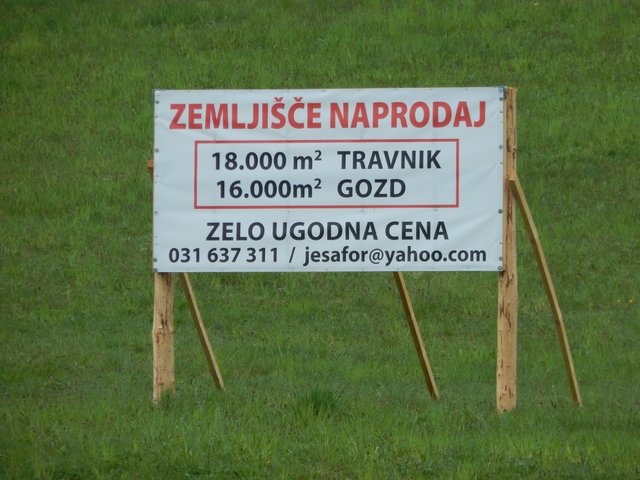 ZEMLJIŠČE NAPRODAJ
18.000 m² TRAVNIK
16.000m² GOZD
ZELO UGODNA CENA
031 637 311 / jesafor@yahoo.com